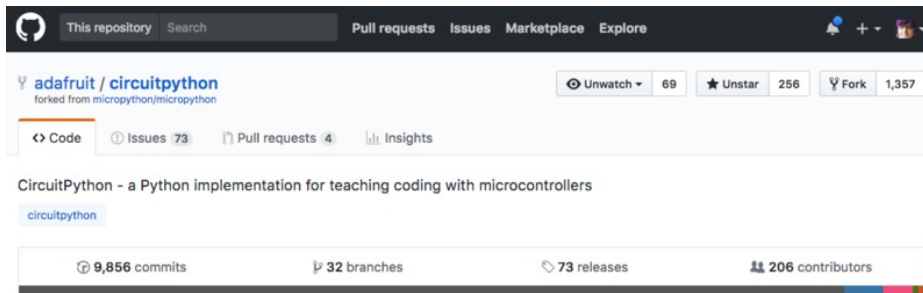 This repository Search Pull requests Issues Marketplace Explore
adafruit / circuitpython Unwatch 69 Unstar 256 Fork 1,357
forked from micropython/micropython
Code Issues 73 Pull requests 4 Insights
CircuitPython - a Python implementation for teaching coding with microcontrollers
circuitpython
9,856 commits 32 branches 73 releases 206 contributors